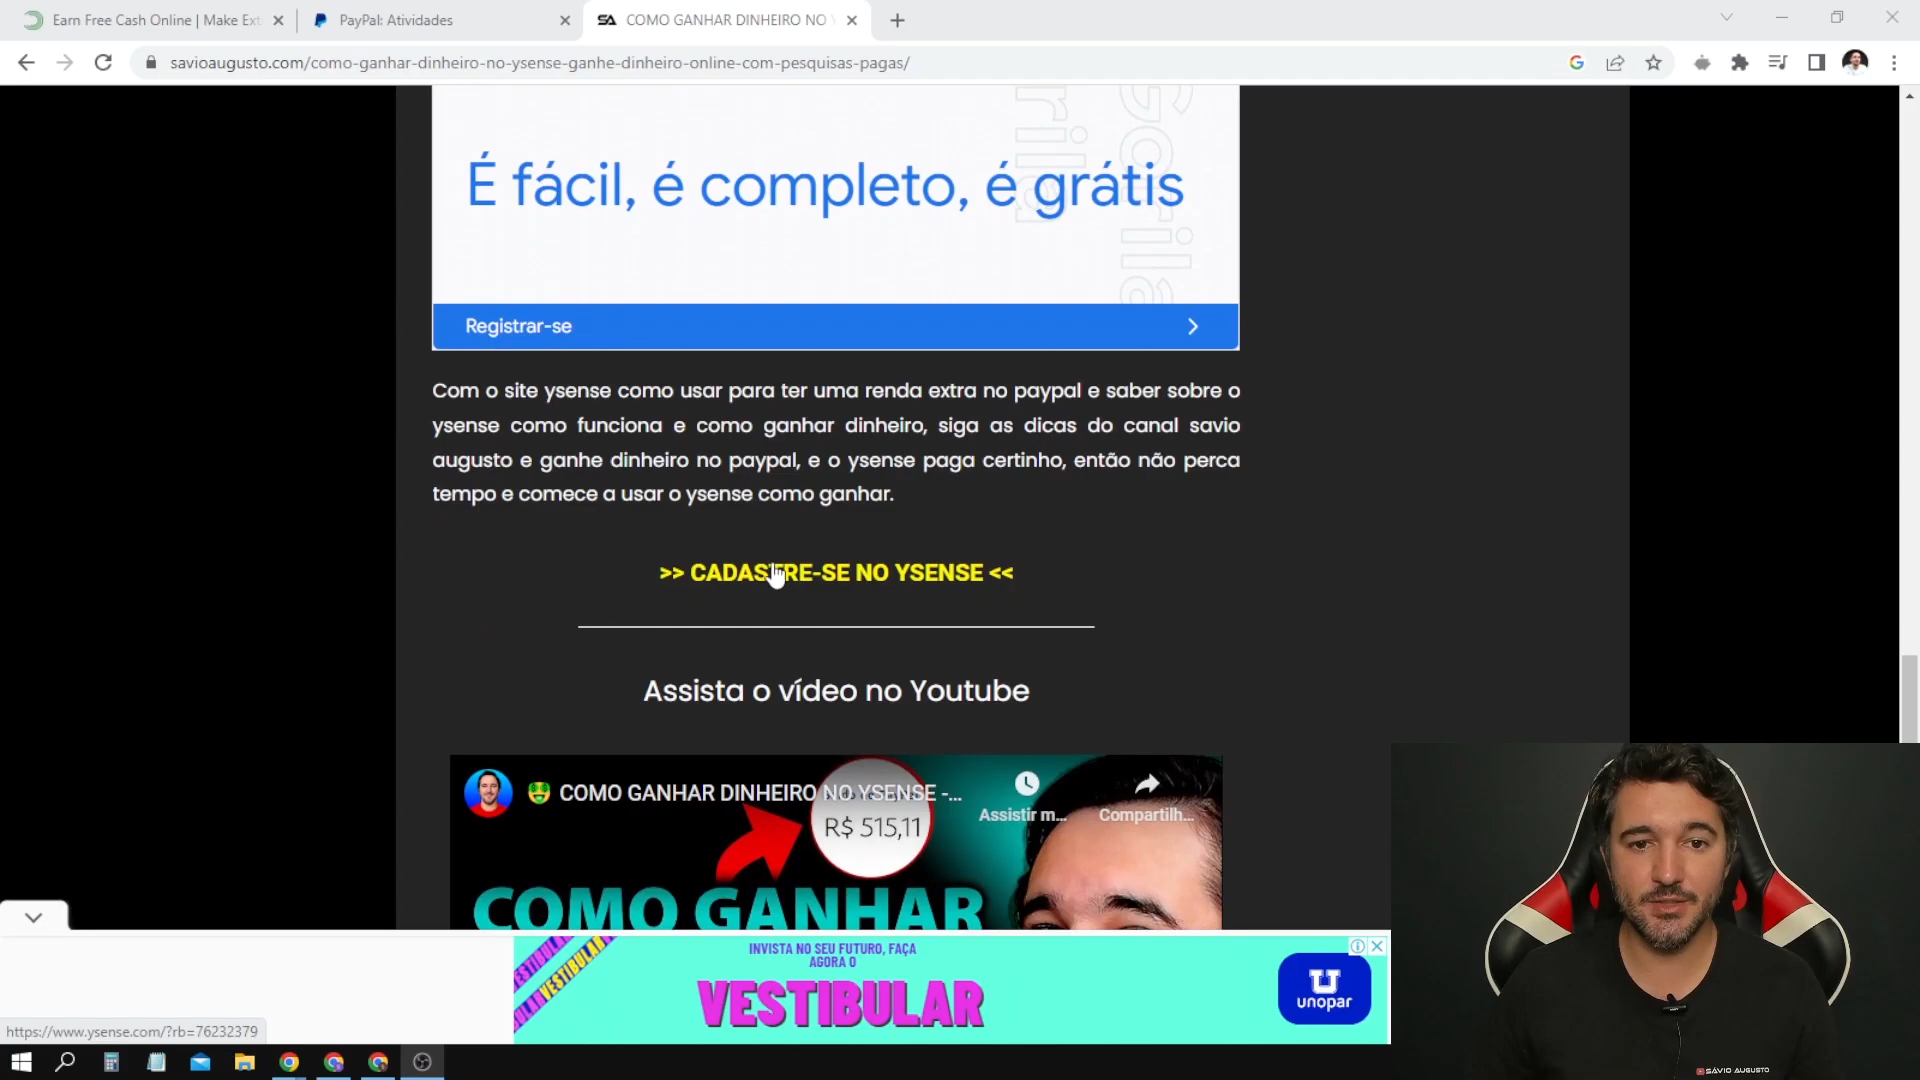 Earn Free Cash Online | Make Ext
PayPal: Atividades
SA COMO GANHAR DINHEIRO NO
savioaugusto.com/como-ganhar-dinheiro-no-ysense-ganhe-dinheiro-online-com-pesquisas-pagas/
Gorila
É fácil, é completo, é grátis
Registrar-se
Com o site ysense como usar para ter uma renda extra no paypal e saber sobre o
ysense como funciona e como ganhar dinheiro, siga as dicas do canal savio
augusto e ganhe dinheiro no paypal, e o ysense paga certinho, então não perca
tempo e comece a usar o ysense como ganhar.
>> CADASTRE-SE NO YSENSE <<
Assista o vídeo no Youtube
COMO GANHAR DINHEIRO NO YSENSE -...
Assistir m...
Compartilh...
R$ 515,11
COMO GANHAR
VESTIBULAR
VESTIBULAR
INVISTA NO SEU FUTURO, FAÇA
AGORA O
VESTIBULAR
unopar
https://www.ysense.com/?rb=76232379
SÁVIO AUGUSTO